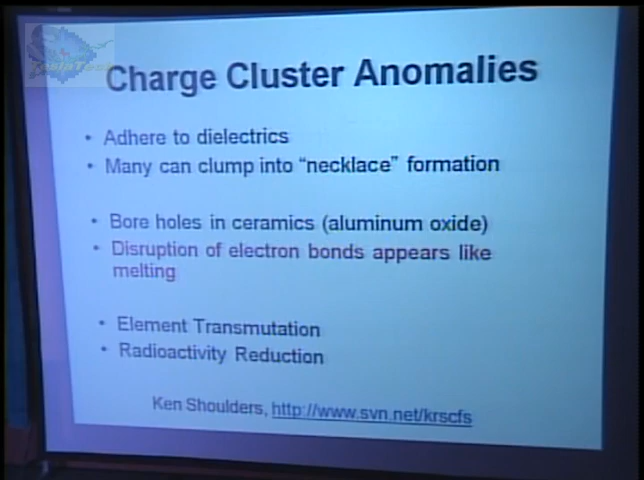 TeslaTech
Charge Cluster Anomalies
• Adhere to dielectrics
• Many can clump into “necklace” formation
• Bore holes in ceramics (aluminum oxide)
• Disruption of electron bonds appears like
melting
• Element Transmutation
• Radioactivity Reduction
Ken Shoulders, http://www.svn.net/krscfs